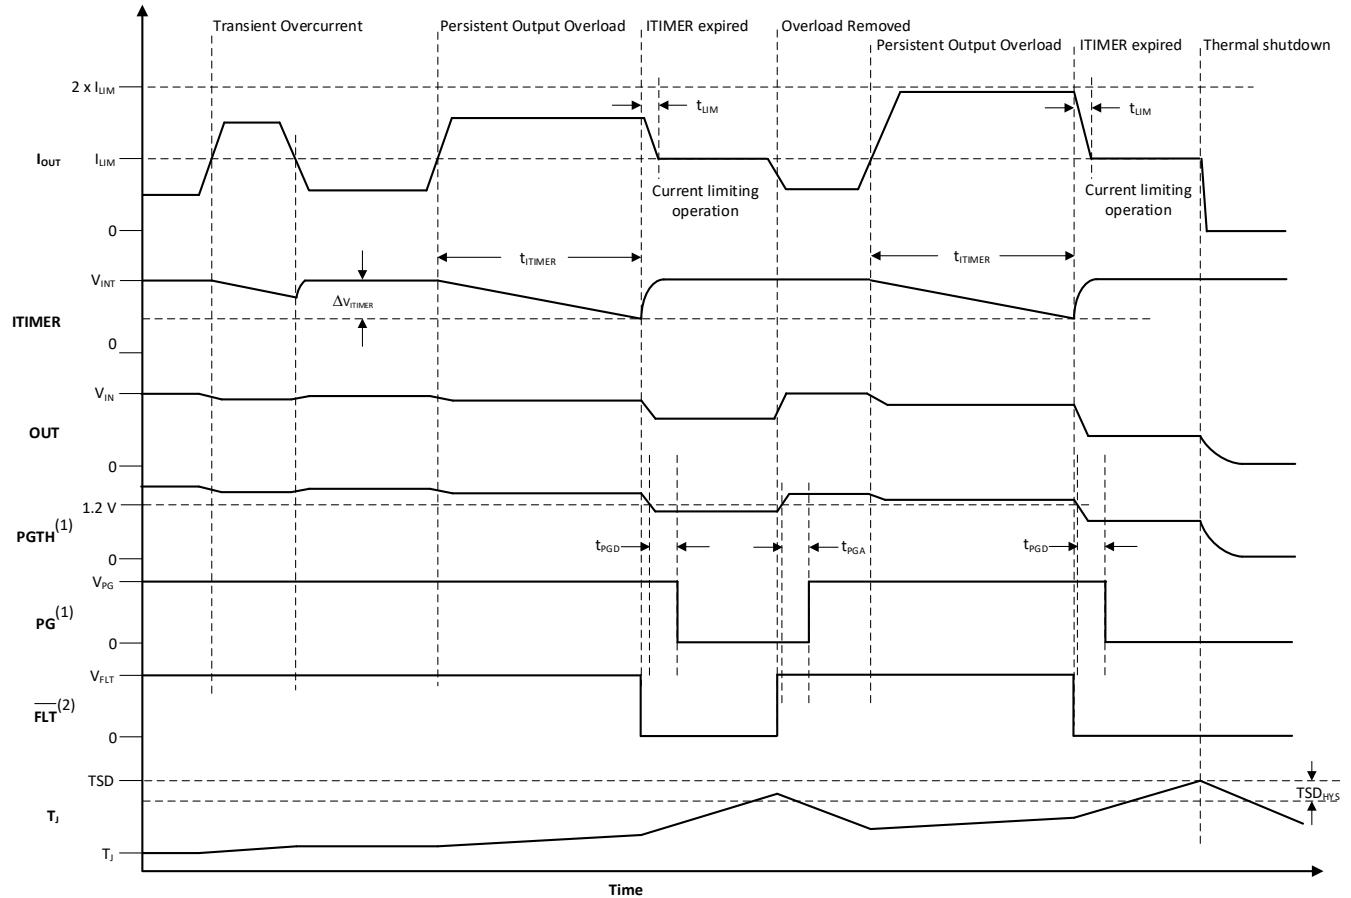 Transient Overcurrent
Persistent Output Overload
ITIMER expired
Overload Removed
Persistent Output Overload
ITIMER expired
Thermal shutdown
2 x ILIM
tLIM
tLIM
IOUT
ILIM
Current limiting
operation
Current limiting
operation
0
VINT
tITIMER
tITIMER
ΔVITIMER
ITIMER
0
VIN
OUT
0
1.2 V
PGTH(1)
tPGD
tPGA
tPGD
0
VPG
PG(1)
0
VFLT
FLT(2)
0
TSD
TSDHYS
TJ
TJ
Time